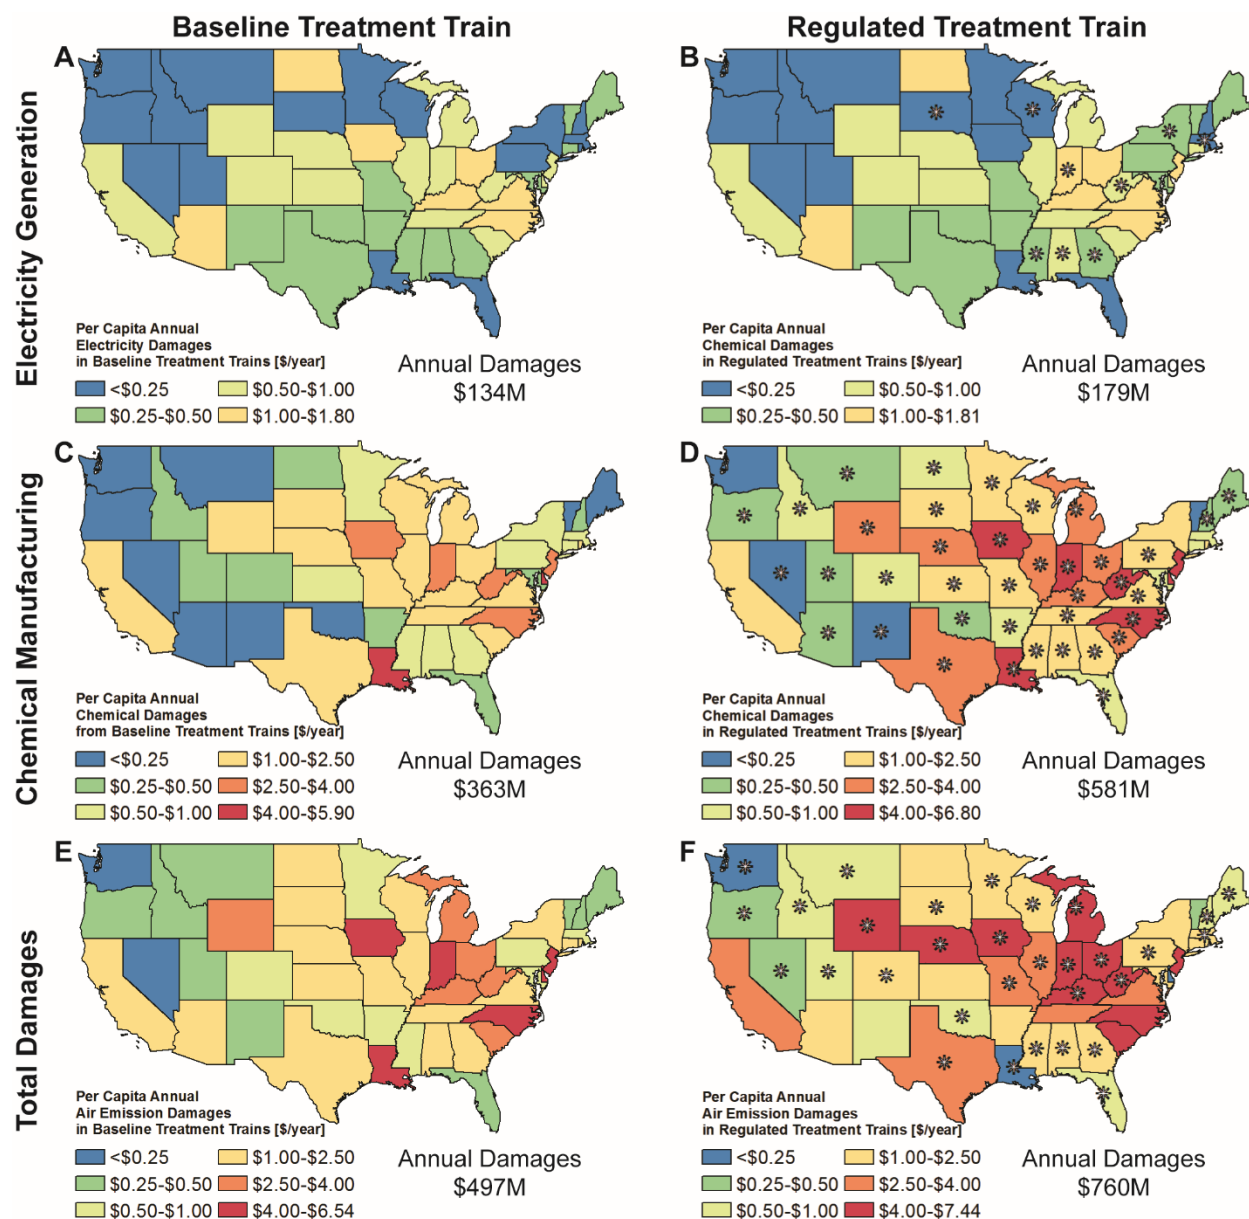 Baseline Treatment Train
Regulated Treatment Train
Electricity Generation
A
Per Capita Annual
Electricity Damages
in Baseline Treatment Trains [$/year]
<$0.25
$0.50-$1.00
$0.25-$0.50
$1.00-$1.80
Annual Damages
$134M
B
Per Capita Annual
Chemical Damages
in Regulated Treatment Trains [$/year]
<$0.25
$0.50-$1.00
$0.25-$0.50
$1.00-$1.81
Annual Damages
$179M
Chemical Manufacturing
C
Per Capita Annual
Chemical Damages
from Baseline Treatment Trains [$/year]
<$0.25
$1.00-$2.50
$0.25-$0.50
$2.50-$4.00
$0.50-$1.00
$4.00-$5.90
Annual Damages
$363M
D
Per Capita Annual
Chemical Damages
in Regulated Treatment Trains [$/year]
<$0.25
$1.00-$2.50
$0.25-$0.50
$2.50-$4.00
$0.50-$1.00
$4.00-$6.80
Annual Damages
$581M
Total Damages
E
Per Capita Annual
Air Emission Damages
in Baseline Treatment Trains [$/year]
<$0.25
$1.00-$2.50
$0.25-$0.50
$2.50-$4.00
$0.50-$1.00
$4.00-$6.54
Annual Damages
$497M
F
Per Capita Annual
Air Emission Damages
in Regulated Treatment Trains [$/year]
<$0.25
$1.00-$2.50
$0.25-$0.50
$2.50-$4.00
$0.50-$1.00
$4.00-$7.44
Annual Damages
$760M